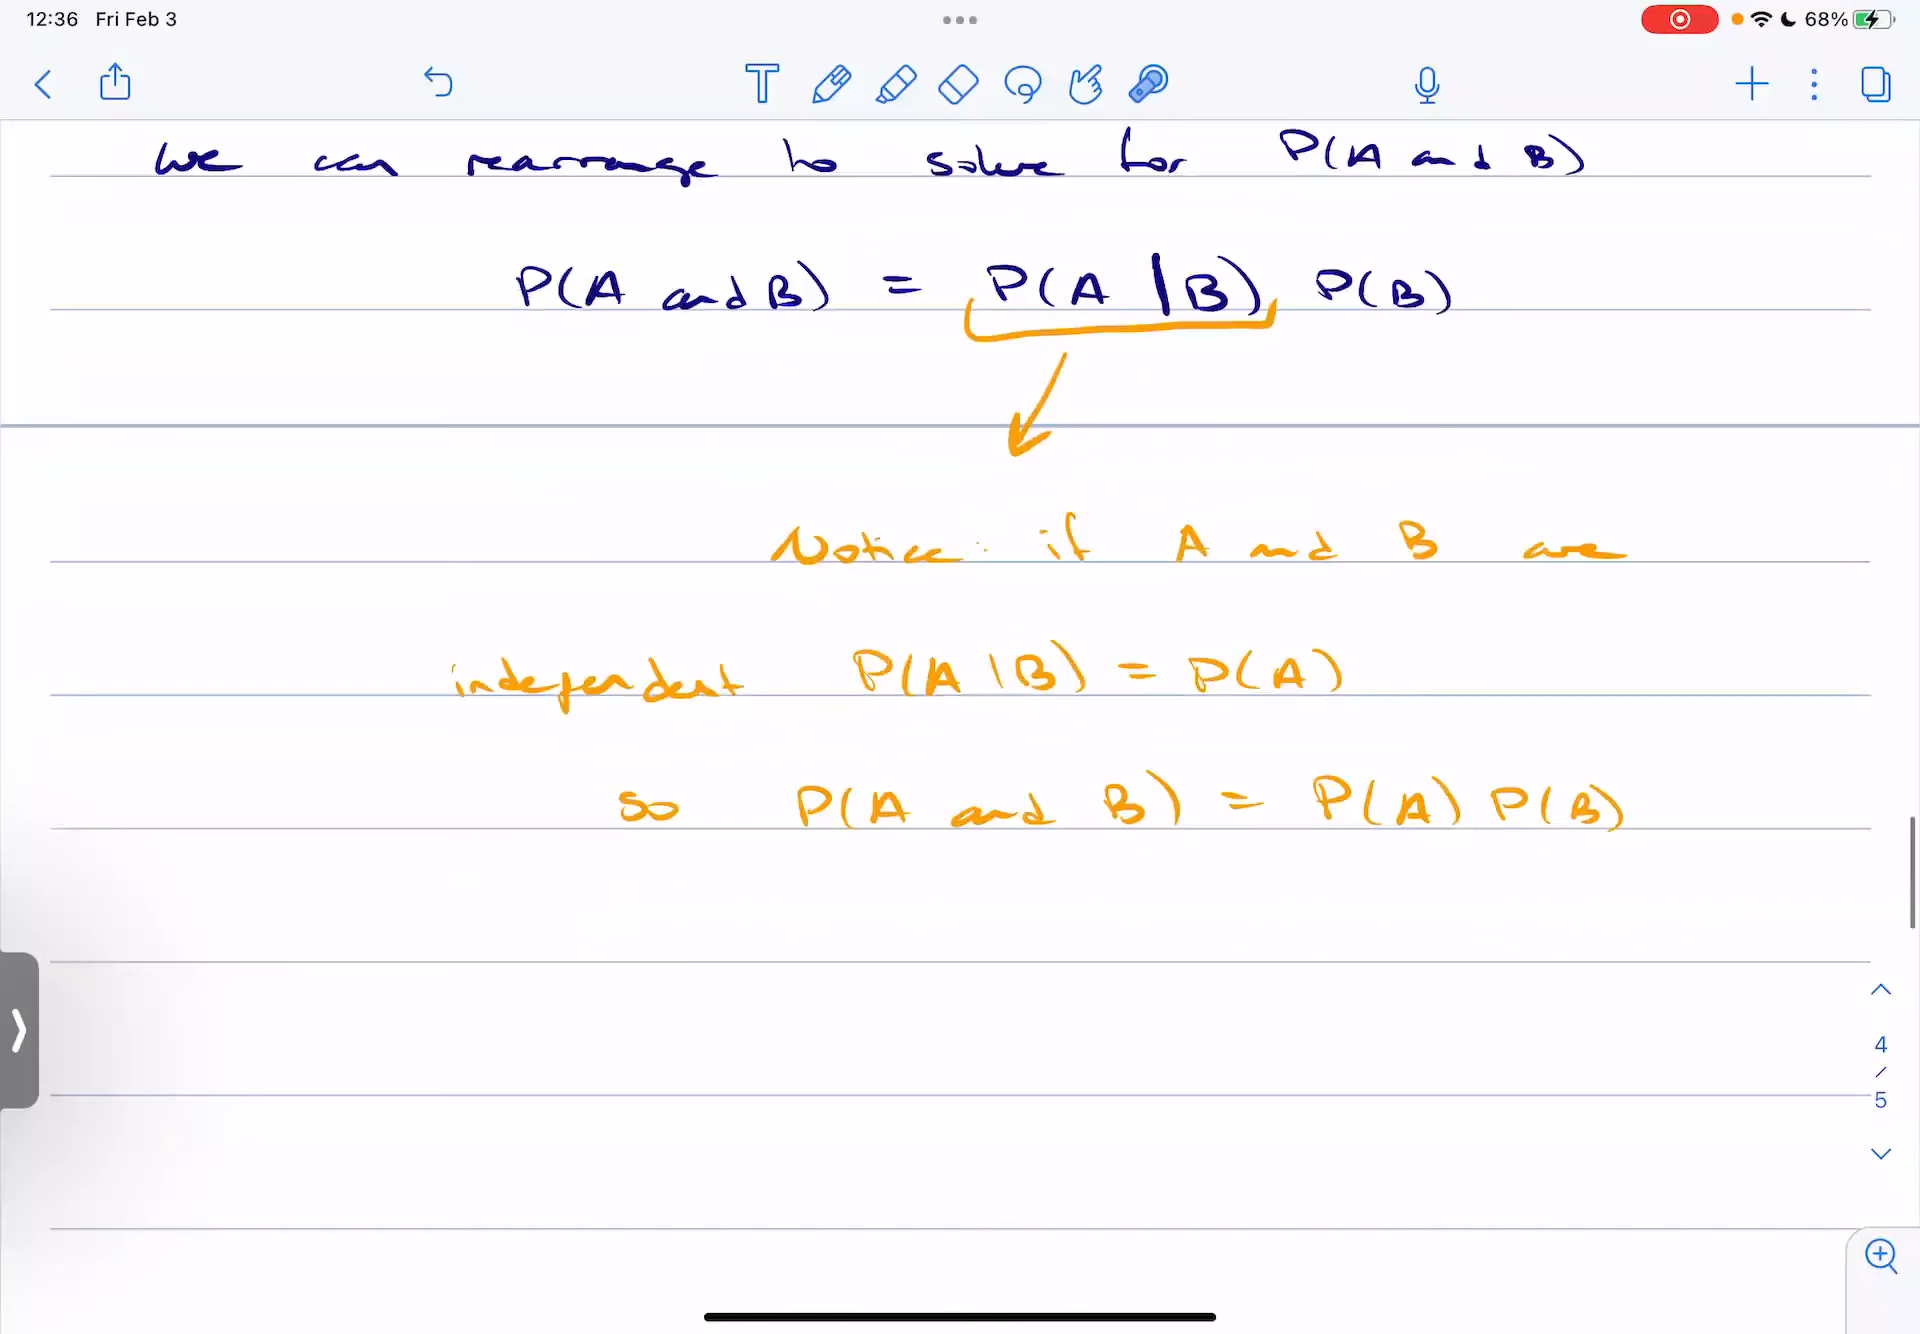 12:36 Fri Feb 3
68%
T
we can rearrange to solve for P(A and B)
P(A and B) = P(A | B) P(B)
Notice: if A and B are
independent P(A | B) = P(A)
so P(A and B) = P(A) P(B)
4
/
5